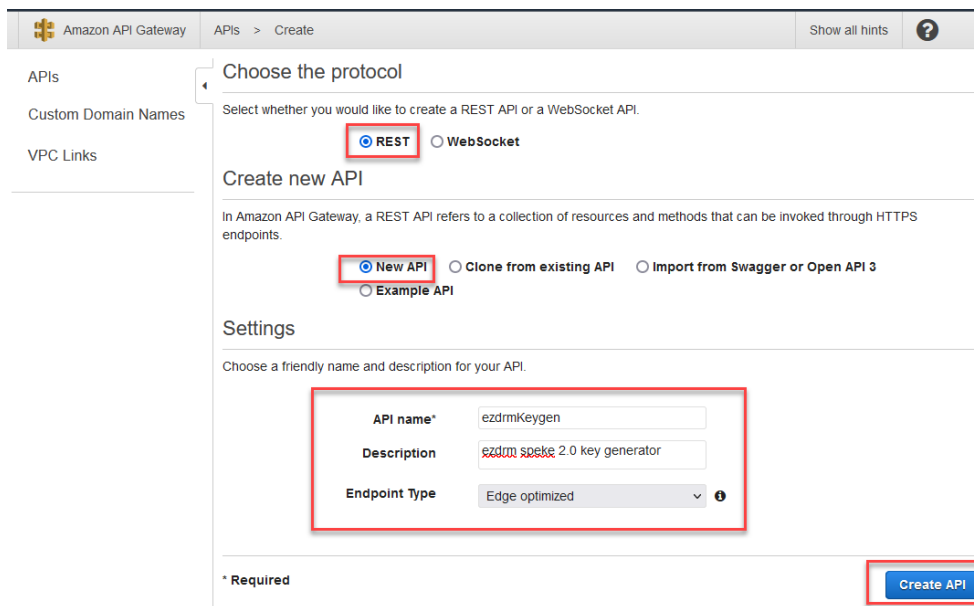 Amazon API Gateway APIs > Create Show all hints ?
APIs
Custom Domain Names
VPC Links
Choose the protocol
Select whether you would like to create a REST API or a WebSocket API.
REST WebSocket
Create new API
In Amazon API Gateway, a REST API refers to a collection of resources and methods that can be invoked through HTTPS
endpoints.
New API Clone from existing API Import from Swagger or Open API 3
Example API
Settings
Choose a friendly name and description for your API.
API name* ezdrmKeygen
Description ezdrm speke 2.0 key generator
Endpoint Type Edge optimized
* Required
Create API